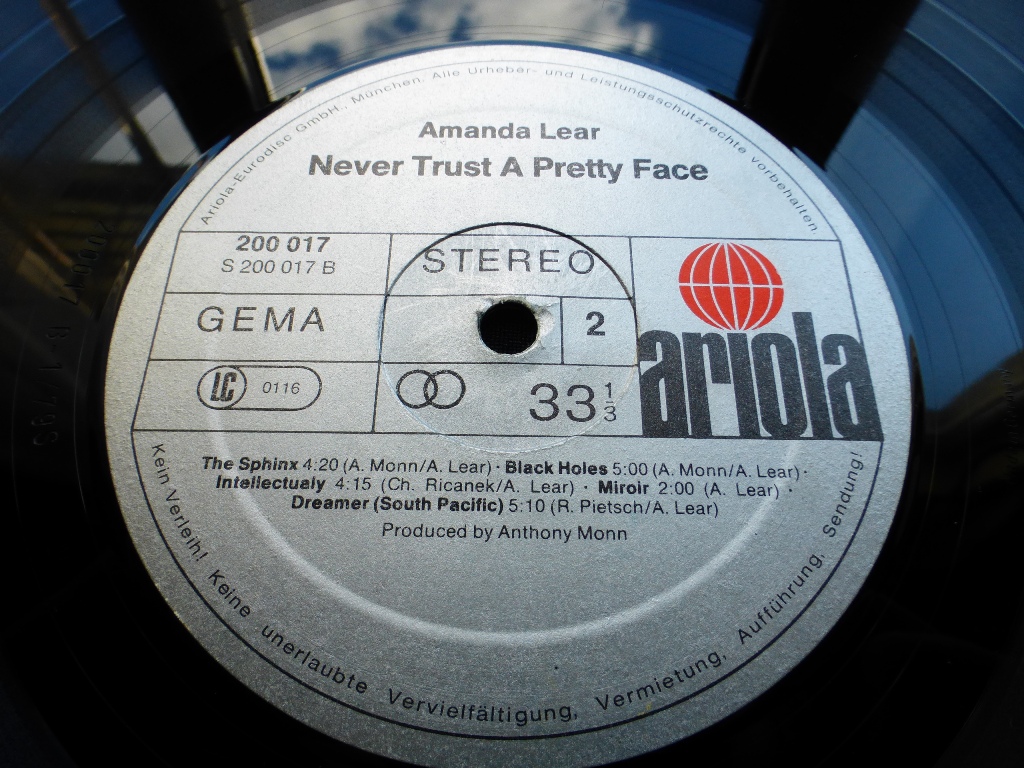 Ariola-Eurodisc GmbH., München. Alle Urheber- und Leistungsschutzrechte vorbehalten.
Amanda Lear
Never Trust A Pretty Face
200 017
S 200 017 B
STEREO
GEMA
2
LC 0116
33 1/3
ariola
The Sphinx 4:20 (A. Monn/A. Lear) · Black Holes 5:00 (A. Monn/A. Lear) ·
Intellectualy 4:15 (Ch. Ricanek/A. Lear) · Miroir 2:00 (A. Lear) ·
Dreamer (South Pacific) 5:10 (R. Pietsch/A. Lear)
Produced by Anthony Monn
Kein Verleih! Keine unerlaubte Vervielfältigung, Vermietung, Aufführung, Sendung!